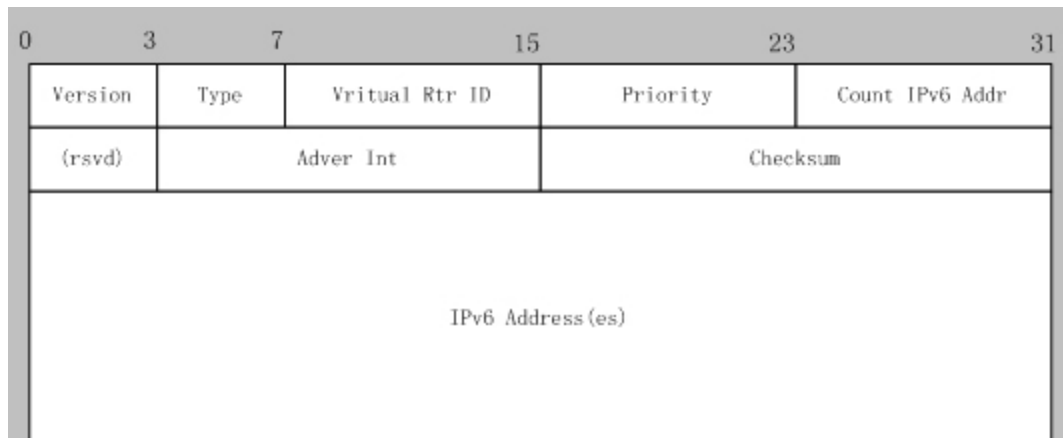 0 3 7 15 23 31
Version Type Vritual Rtr ID Priority Count IPv6 Addr
(rsvd) Adver Int Checksum
IPv6 Address(es)